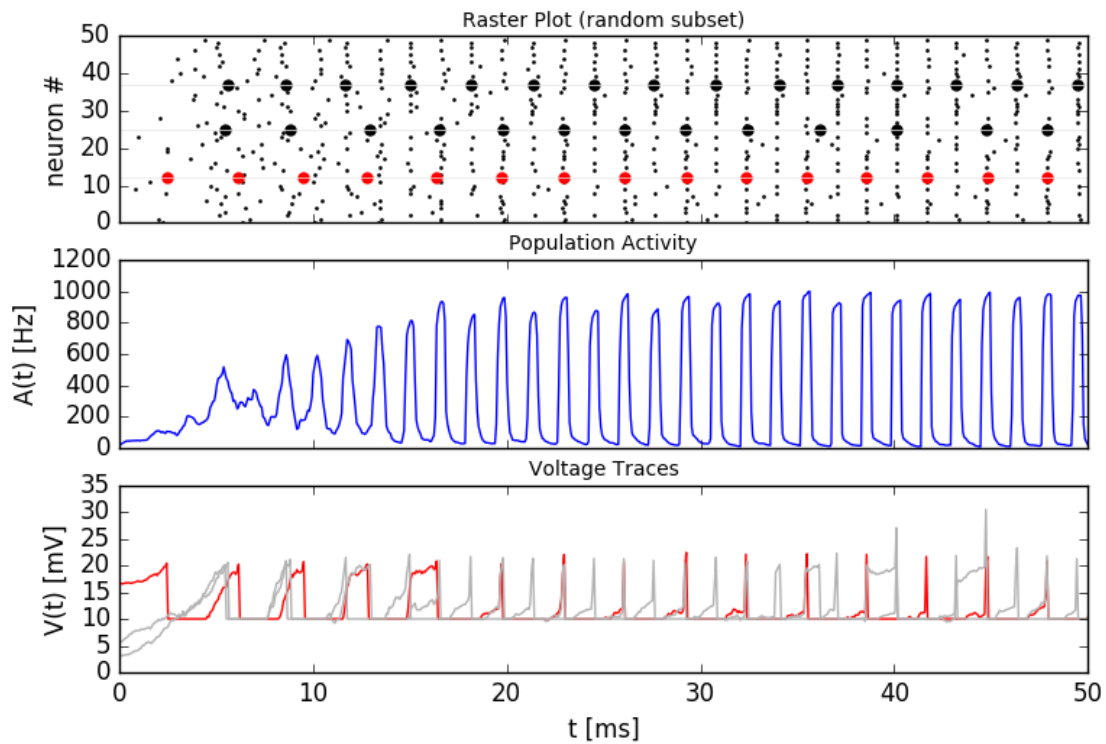 Raster Plot (random subset)
50
40
30
20
10
0
neuron #
Population Activity
1200
1000
800
600
400
200
0
A(t) [Hz]
Voltage Traces
35
30
25
20
15
10
5
0
V(t) [mV]
0 10 20 30 40 50
t [ms]